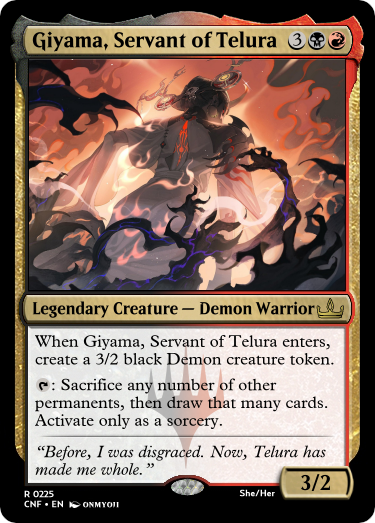 Giyama, Servant of Telura 3
Legendary Creature — Demon Warrior
When Giyama, Servant of Telura enters,
create a 3/2 black Demon creature token.
: Sacrifice any number of other
permanents, then draw that many cards.
Activate only as a sorcery.
“Before, I was disgraced. Now, Telura has
made me whole.”
3/2
R 0225
CNF • EN ONMYOJI
She/Her